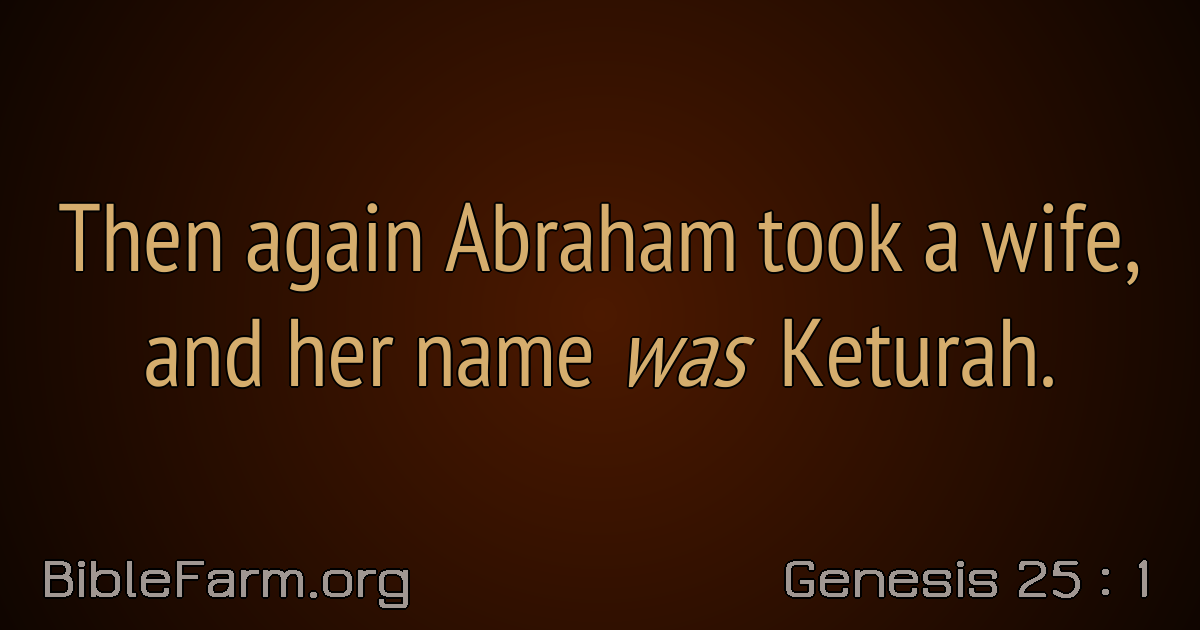 Then again Abraham took a wife,
and her name was Keturah.
BibleFarm.org
Genesis 25 : 1